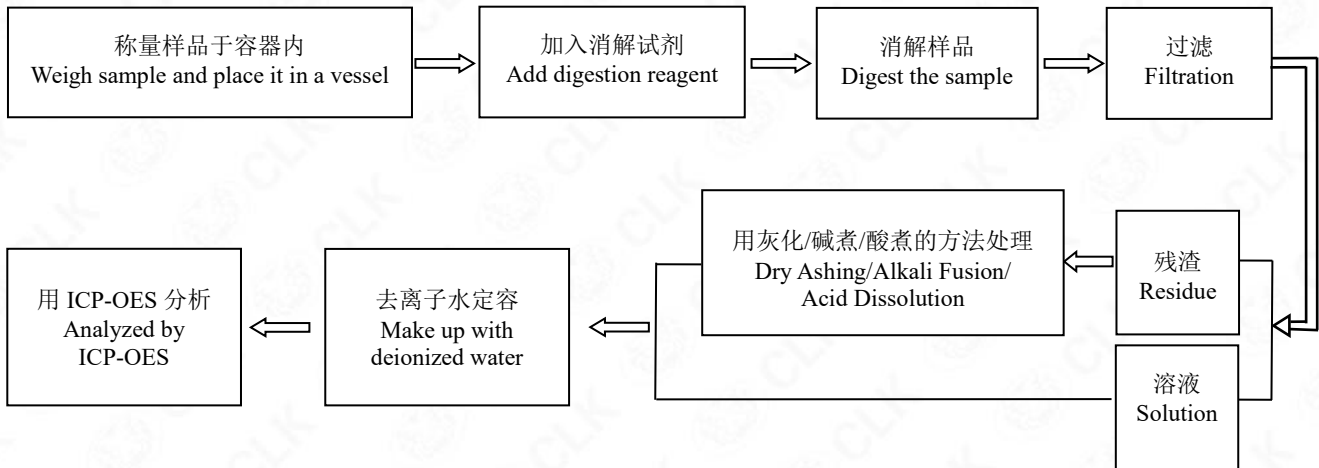 称量样品于容器内
Weigh sample and place it in a vessel
加入消解试剂
Add digestion reagent
消解样品
Digest the sample
过滤
Filtration
残渣
Residue
溶液
Solution
用灰化/碱煮/酸煮的方法处理
Dry Ashing/Alkali Fusion/
Acid Dissolution
去离子水定容
Make up with
deionized water
用 ICP-OES 分析
Analyzed by
ICP-OES
CLK